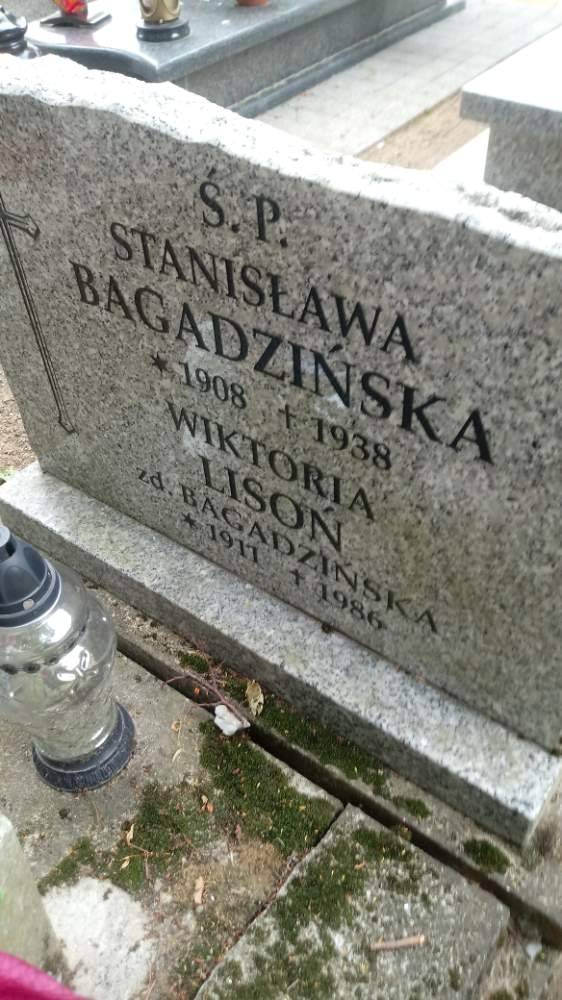 Ś. P.
STANISŁAWA
BAGADZIŃSKA
* 1908 † 1938
WIKTORIA
LISOŃ
zd. BAGADZIŃSKA
* 1911 † 1986